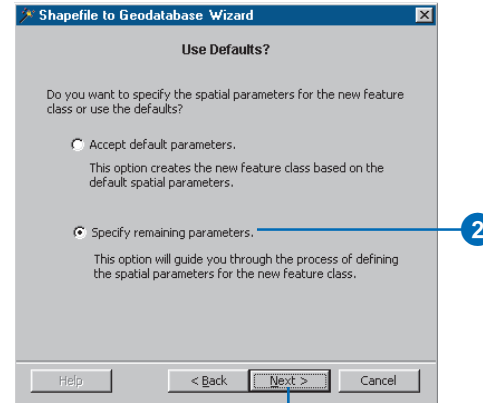 Shapefile to Geodatabase Wizard
Use Defaults?
Do you want to specify the spatial parameters for the new feature
class or use the defaults?
Accept default parameters.
This option creates the new feature class based on the
default spatial parameters.
Specify remaining parameters.
2
This option will guide you through the process of defining
the spatial parameters for the new feature class.
Help
< Back
Next >
Cancel